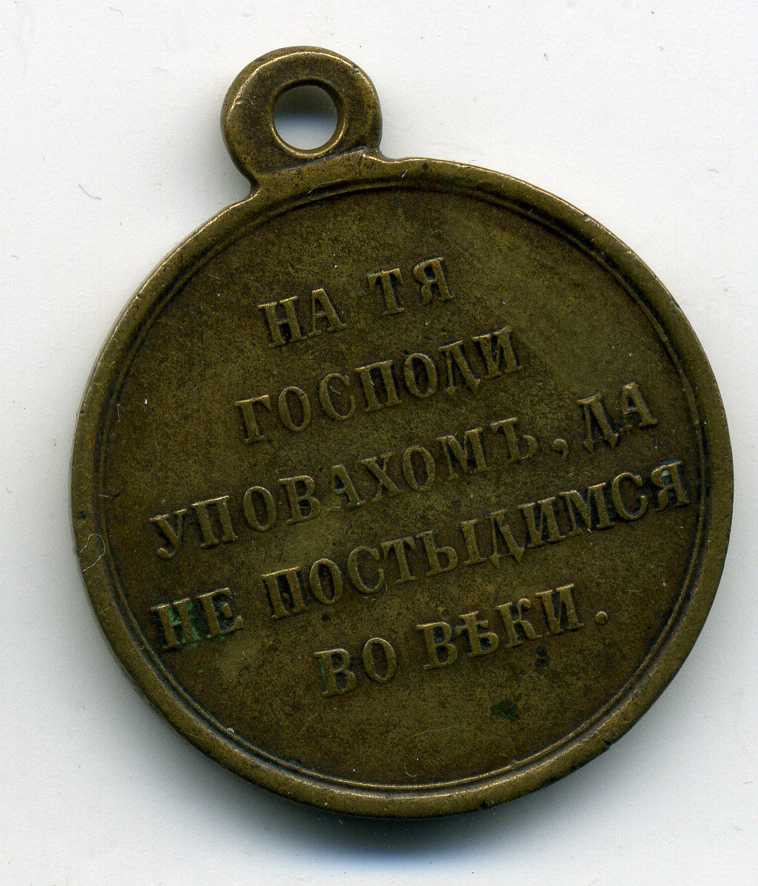 НА ТЯ
ГОСПОДИ
УПОВАХОМЪ, ДА
НЕ ПОСТЫДИМСЯ
ВО ВѢКИ.